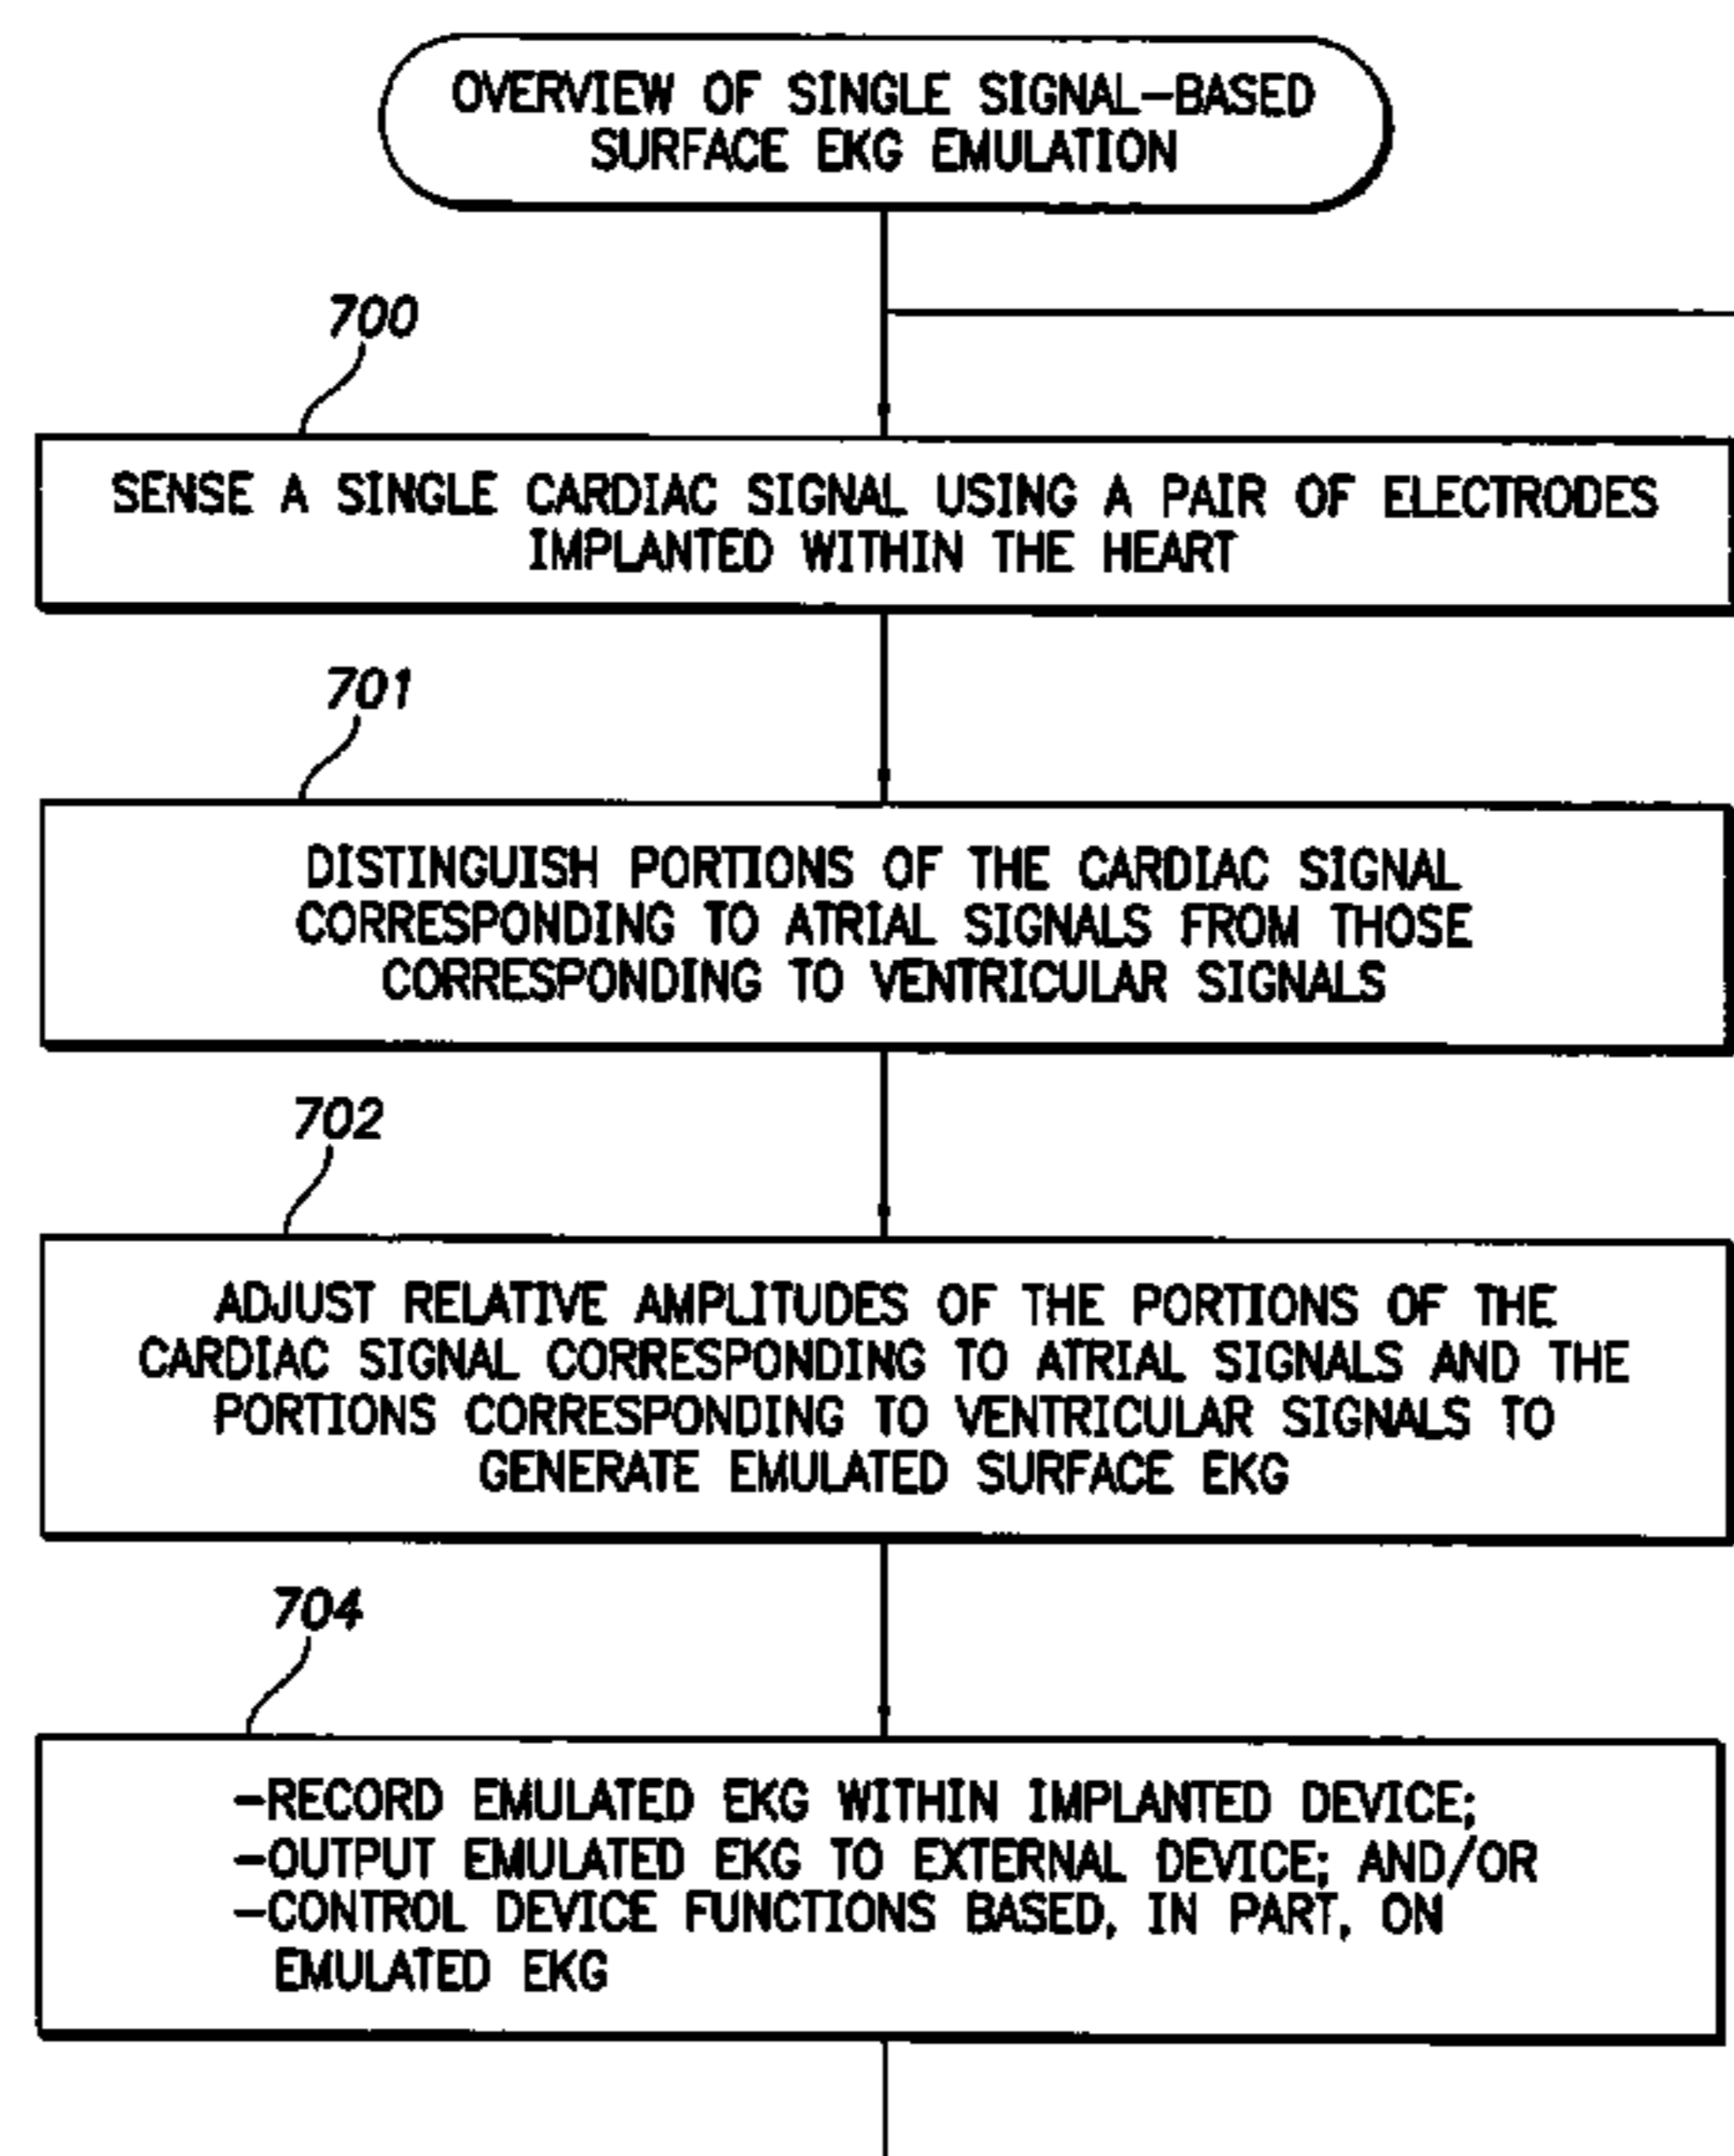 OVERVIEW OF SINGLE SIGNAL-BASED
SURFACE EKG EMULATION
700
SENSE A SINGLE CARDIAC SIGNAL USING A PAIR OF ELECTRODES
IMPLANTED WITHIN THE HEART
701
DISTINGUISH PORTIONS OF THE CARDIAC SIGNAL
CORRESPONDING TO ATRIAL SIGNALS FROM THOSE
CORRESPONDING TO VENTRICULAR SIGNALS
702
ADJUST RELATIVE AMPLITUDES OF THE PORTIONS OF THE
CARDIAC SIGNAL CORRESPONDING TO ATRIAL SIGNALS AND THE
PORTIONS CORRESPONDING TO VENTRICULAR SIGNALS TO
GENERATE EMULATED SURFACE EKG
704
-RECORD EMULATED EKG WITHIN IMPLANTED DEVICE;
-OUTPUT EMULATED EKG TO EXTERNAL DEVICE; AND/OR
-CONTROL DEVICE FUNCTIONS BASED, IN PART, ON
EMULATED EKG